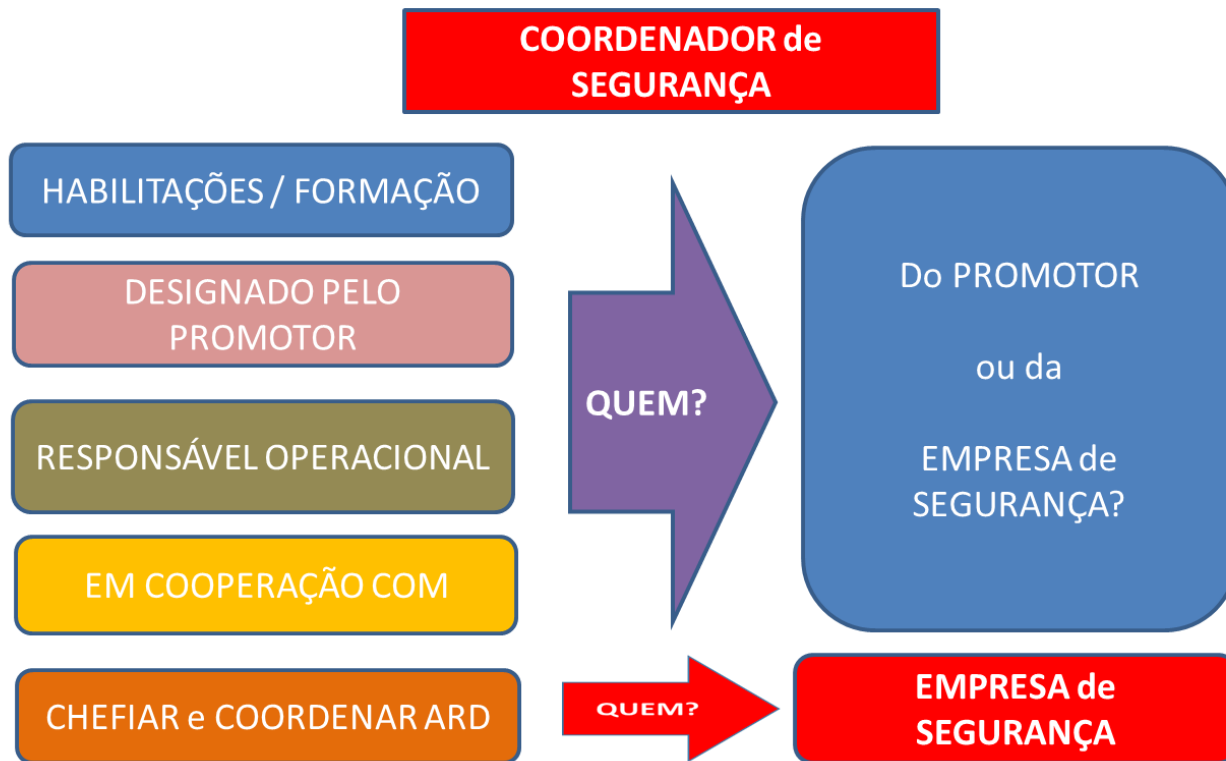 COORDENADOR de
SEGURANÇA
HABILITAÇÕES / FORMAÇÃO
DESIGNADO PELO
PROMOTOR
RESPONSÁVEL OPERACIONAL
EM COOPERAÇÃO COM
QUEM?
Do PROMOTOR
ou da
EMPRESA de
SEGURANÇA?
CHEFIAR e COORDENAR ARD
QUEM?
EMPRESA de
SEGURANÇA